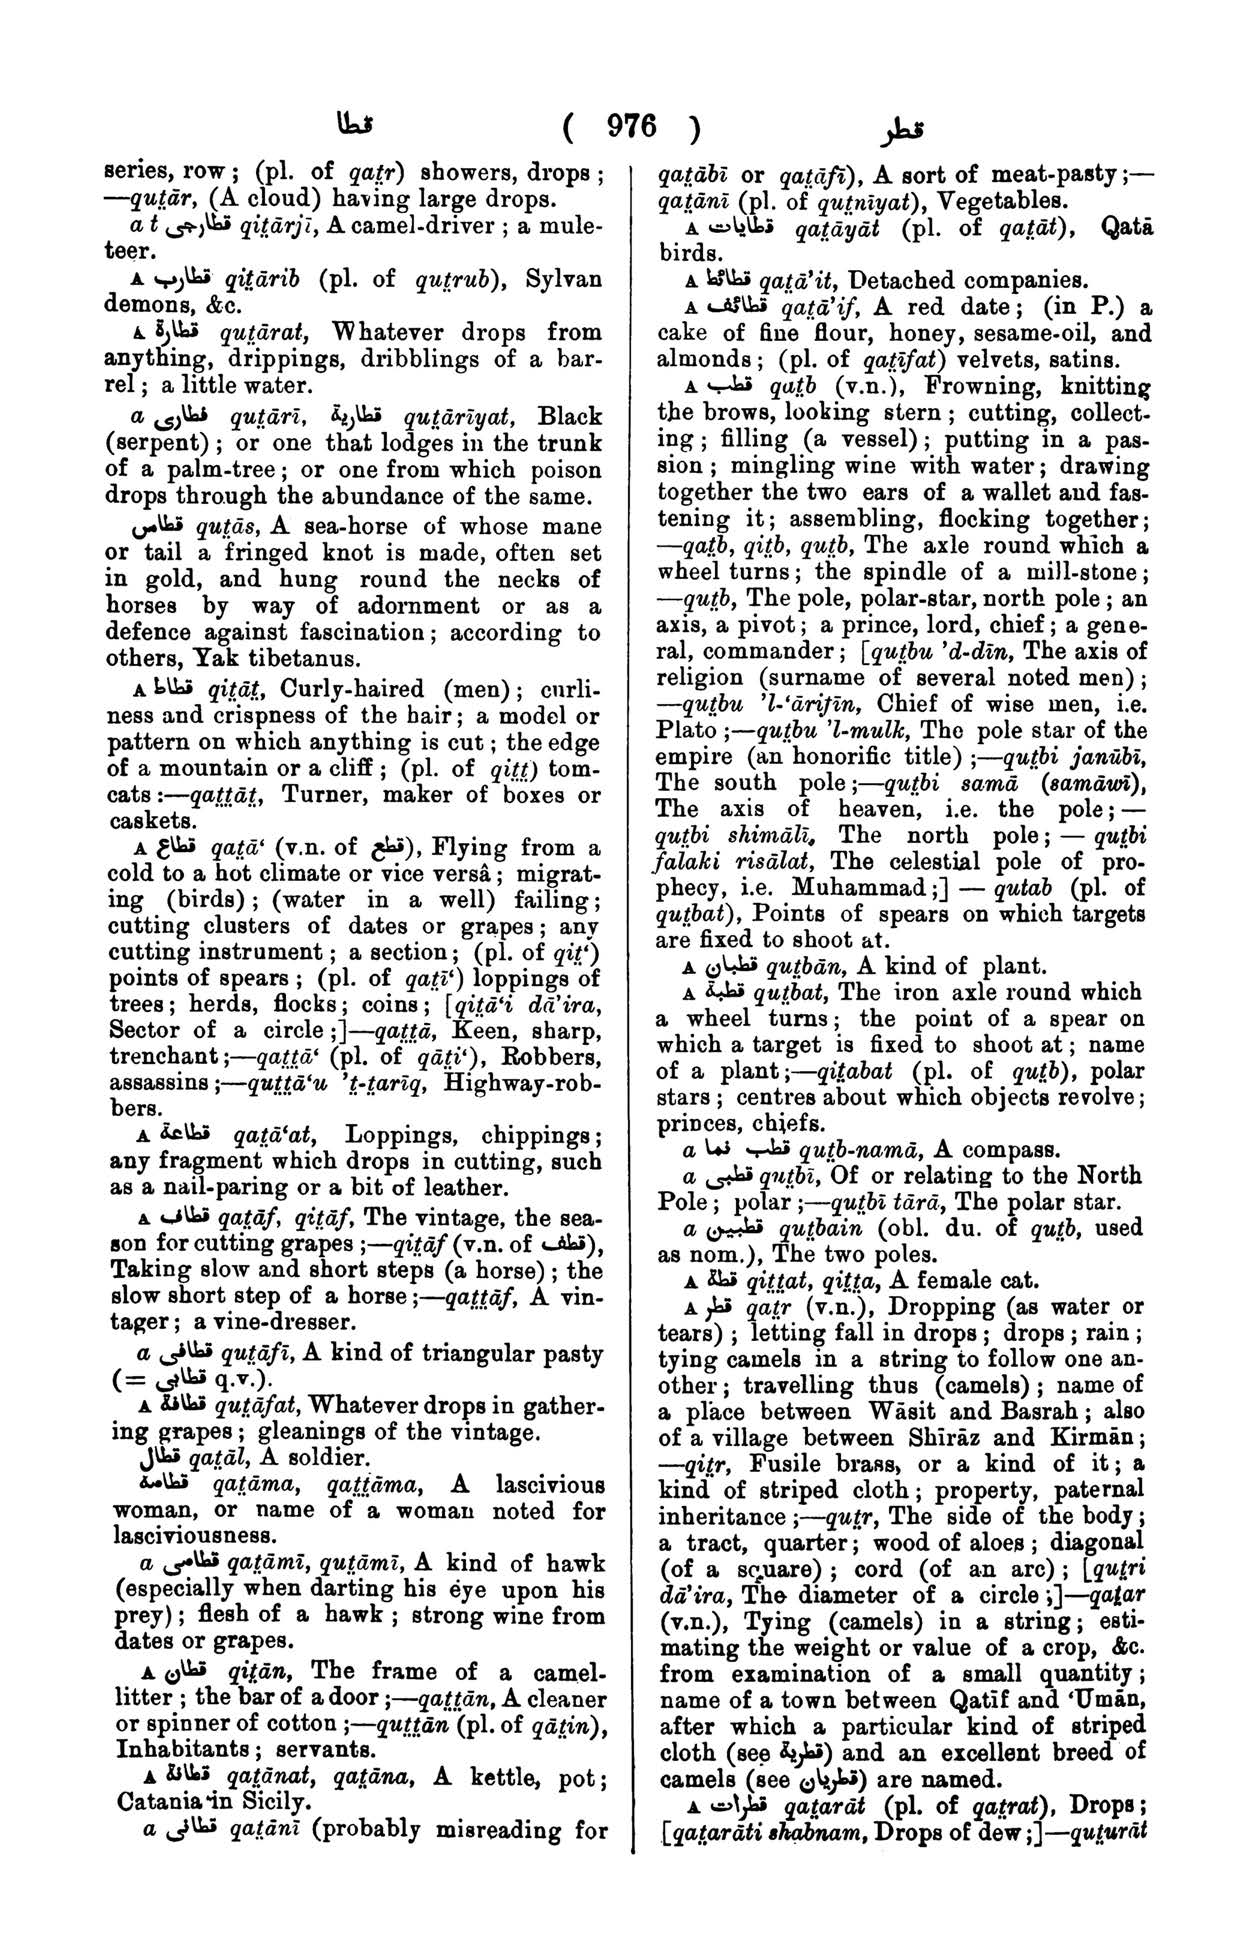 قطا ( 976 ) قطر
series, row ; (pl. of qaṯr) showers, drops ;
—quṯār, (A cloud) having large drops.
a t قطارجی qiṯārjī, A camel-driver ; a mule-
teer.
A قطارب qiṯārib (pl. of quṯrub), Sylvan
demons, &c.
A قطارة quṯārat, Whatever drops from
anything, drippings, dribblings of a bar-
rel ; a little water.
a قطاری quṯārī, قطاریة quṯārīyat, Black
(serpent) ; or one that lodges in the trunk
of a palm-tree ; or one from which poison
drops through the abundance of the same.
قطاس quṯās, A sea-horse of whose mane
or tail a fringed knot is made, often set
in gold, and hung round the necks of
horses by way of adornment or as a
defence against fascination ; according to
others, Yak tibetanus.
A قطاط qiṯāṯ, Curly-haired (men) ; curli-
ness and crispness of the hair ; a model or
pattern on which anything is cut ; the edge
of a mountain or a cliff ; (pl. of qiṯṯ) tom-
cats :—qaṯṯāṯ, Turner, maker of boxes or
caskets.
A قطاع qaṯā‘ (v.n. of قطع), Flying from a
cold to a hot climate or vice versâ ; migrat-
ing (birds) ; (water in a well) failing ;
cutting clusters of dates or grapes ; any
cutting instrument ; a section ; (pl. of qiṯ‘)
points of spears ; (pl. of qaṯī‘) loppings of
trees ; herds, flocks ; coins ; [qiṯā‘i dā’ira,
Sector of a circle ;]—qaṯṯā, Keen, sharp,
trenchant ;—qaṯṯā‘ (pl. of qāṯi‘), Robbers,
assassins ;—quṯṯā‘u ’ṯ-ṯarīq, Highway-rob-
bers.
A قطاعة qaṯā‘at, Loppings, chippings ;
any fragment which drops in cutting, such
as a nail-paring or a bit of leather.
A قطاف qaṯāf, qiṯāf, The vintage, the sea-
son for cutting grapes ;—qiṯāf (v.n. of قطف),
Taking slow and short steps (a horse) ; the
slow short step of a horse ;—qaṯṯāf, A vin-
tager ; a vine-dresser.
a قطافی quṯāfī, A kind of triangular pasty
(= قطابی q.v.).
A قطافة quṯāfat, Whatever drops in gather-
ing grapes ; gleanings of the vintage.
قطال qaṯāl, A soldier.
قطامة qaṯāma, qaṯṯāma, A lascivious
woman, or name of a woman noted for
lasciviousness.
a قطامی qaṯāmī, quṯāmī, A kind of hawk
(especially when darting his eye upon his
prey) ; flesh of a hawk ; strong wine from
dates or grapes.
A قطان qiṯān, The frame of a camel-
litter ; the bar of a door ;—qaṯṯān, A cleaner
or spinner of cotton ;—quṯṯān (pl. of qāṯin),
Inhabitants ; servants.
A قطانة qaṯānat, qaṯāna, A kettle, pot ;
Catania in Sicily.
a قطانی qaṯānī (probably misreading for
qaṯābī or qaṯāfī), A sort of meat-pasty ;—
qaṯānī (pl. of quṯnīyat), Vegetables.
A قطایات qaṯāyāt (pl. of qaṯāt), Qatā
birds.
A قطائط qaṯā’it, Detached companies.
A قطائف qaṯā’if, A red date ; (in P.) a
cake of fine flour, honey, sesame-oil, and
almonds ; (pl. of qaṯīfat) velvets, satins.
A قطب qaṯb (v.n.), Frowning, knitting
the brows, looking stern ; cutting, collect-
ing ; filling (a vessel) ; putting in a pas-
sion ; mingling wine with water ; drawing
together the two ears of a wallet and fas-
tening it ; assembling, flocking together ;
—qaṯb, qiṯb, quṯb, The axle round which a
wheel turns ; the spindle of a mill-stone ;
—quṯb, The pole, polar-star, north pole ; an
axis, a pivot ; a prince, lord, chief ; a gene-
ral, commander ; [quṯbu ’d-dīn, The axis of
religion (surname of several noted men) ;
—quṯbu ’l-‘ārifīn, Chief of wise men, i.e.
Plato ;—quṯbu ’l-mulk, The pole star of the
empire (an honorific title) ;—quṯbi janūbī,
The south pole ;—quṯbi samā (samāwī),
The axis of heaven, i.e. the pole ; —
quṯbi shimālī, The north pole ; — quṯbi
falaki risālat, The celestial pole of pro-
phecy, i.e. Muhammad ;] — qutab (pl. of
quṯbat), Points of spears on which targets
are fixed to shoot at.
A قطبان quṯbān, A kind of plant.
A قطبة quṯbat, The iron axle round which
a wheel turns ; the point of a spear on
which a target is fixed to shoot at ; name
of a plant ;—qiṯabat (pl. of quṯb), polar
stars ; centres about which objects revolve ;
princes, chiefs.
a قطب نما quṯb-namā, A compass.
a قطبی quṯbī, Of or relating to the North
Pole ; polar ;—quṯbī tārā, The polar star.
a قطبین quṯbain (obl. du. of quṯb, used
as nom.), The two poles.
A قطة qiṯṯat, qiṯṯa, A female cat.
A قطر qaṯr (v.n.), Dropping (as water or
tears) ; letting fall in drops ; drops ; rain ;
tying camels in a string to follow one an-
other ; travelling thus (camels) ; name of
a place between Wāsit and Basrah ; also
of a village between Shīrāz and Kirmān ;
—qiṯr, Fusile brass, or a kind of it ; a
kind of striped cloth ; property, paternal
inheritance ;—quṯr, The side of the body ;
a tract, quarter ; wood of aloes ; diagonal
(of a square) ; cord (of an arc) ; [quṯri
dā’ira, The diameter of a circle ;]—qaṯar
(v.n.), Tying (camels) in a string ; esti-
mating the weight or value of a crop, &c.
from examination of a small quantity ;
name of a town between Qatīf and ‘Umān,
after which a particular kind of striped
cloth (see قطریة) and an excellent breed of
camels (see قطریان) are named.
A قطرات qaṯarāt (pl. of qaṯrat), Drops ;
[qaṯarāti shabnam, Drops of dew ;]—quṯurāt